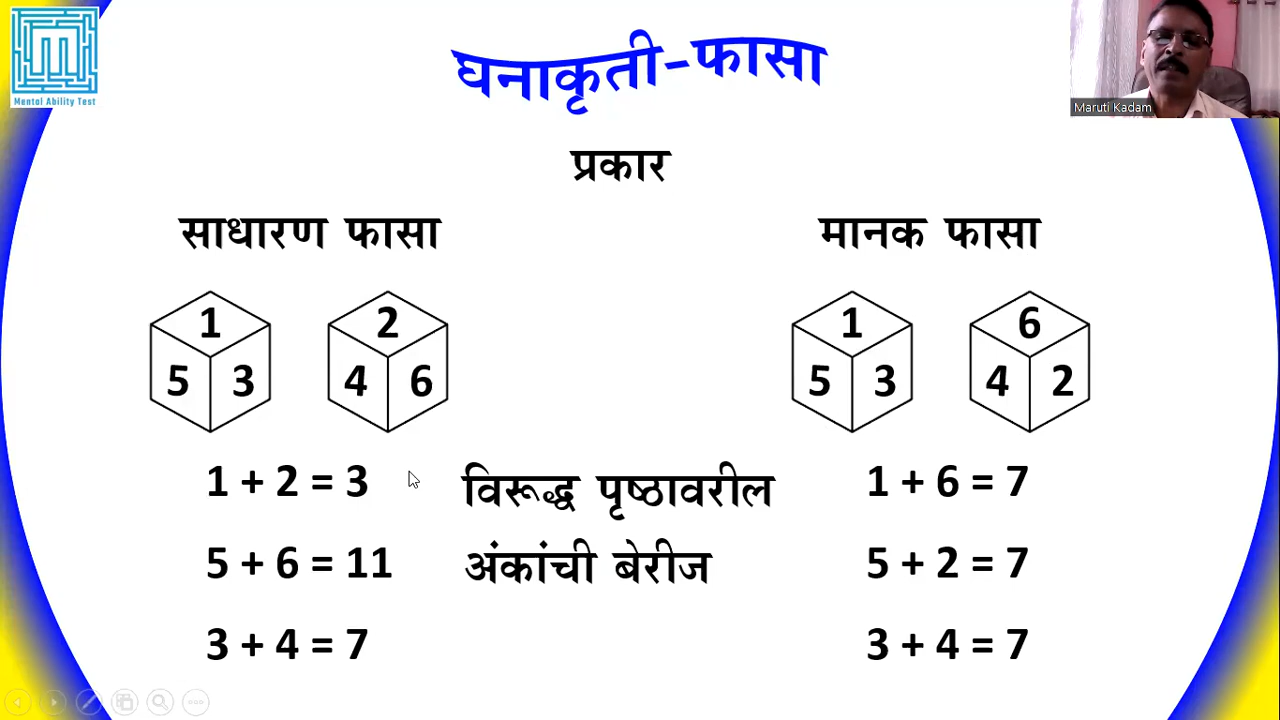 Mental Ability Test
घनाकृती-फासा
Maruti Kadam
प्रकार
साधारण फासा
मानक फासा
1
5 3
2
4 6
1
5 3
6
4 2
1 + 2 = 3
5 + 6 = 11
3 + 4 = 7
विरूद्ध पृष्ठावरील
अंकांची बेरीज
1 + 6 = 7
5 + 2 = 7
3 + 4 = 7